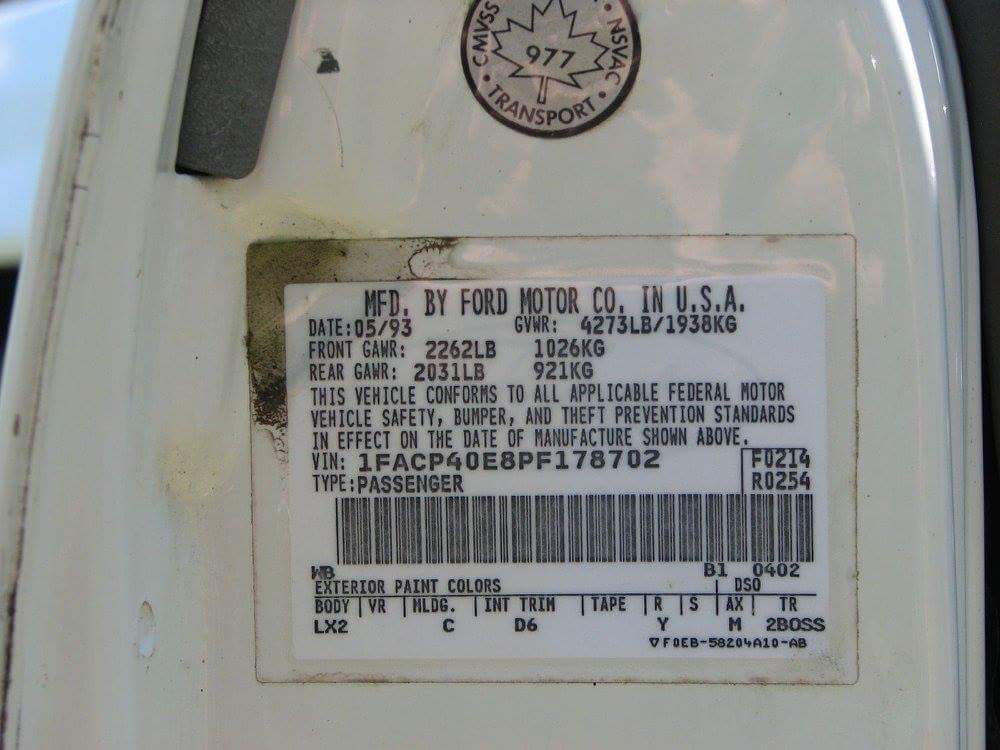 CMVSS • NSVAC •
977
• TRANSPORT •
MFD. BY FORD MOTOR CO. IN U.S.A.
DATE:05/93 GVWR: 4273LB/1938KG
FRONT GAWR: 2262LB 1026KG
REAR GAWR: 2031LB 921KG
THIS VEHICLE CONFORMS TO ALL APPLICABLE FEDERAL MOTOR
VEHICLE SAFETY, BUMPER, AND THEFT PREVENTION STANDARDS
IN EFFECT ON THE DATE OF MANUFACTURE SHOWN ABOVE.
VIN: 1FACP40E8PF178702 F0214
TYPE:PASSENGER R0254
WB B1 0402
EXTERIOR PAINT COLORS DSO
BODY VR MLDG. INT TRIM TAPE R S AX TR
LX2 C D6 Y M 2BOSS
▽F0EB-58204A10-AB